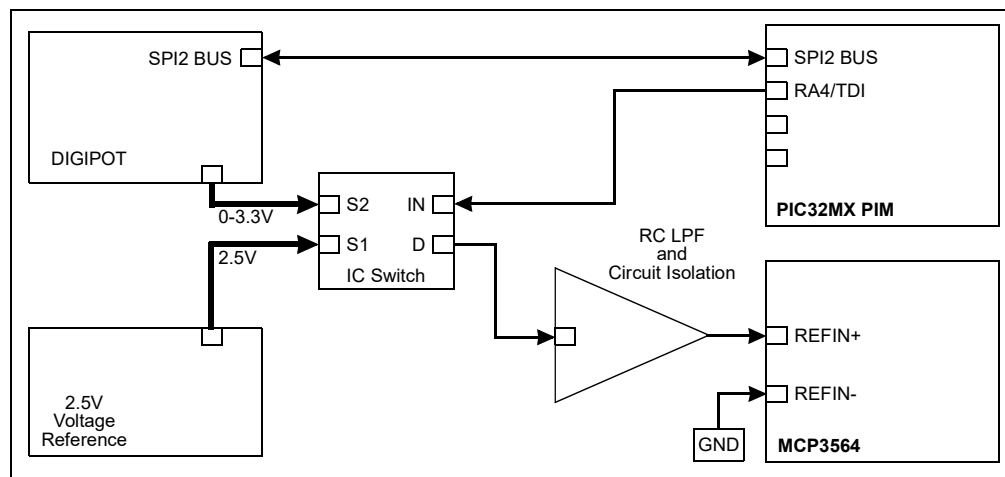 SPI2 BUS
DIGIPOT
0-3.3V
2.5V
S2
IN
S1
D
IC Switch
2.5V
Voltage
Reference
RC LPF
and
Circuit Isolation
SPI2 BUS
RA4/TDI
PIC32MX PIM
REFIN+
REFIN-
GND
MCP3564